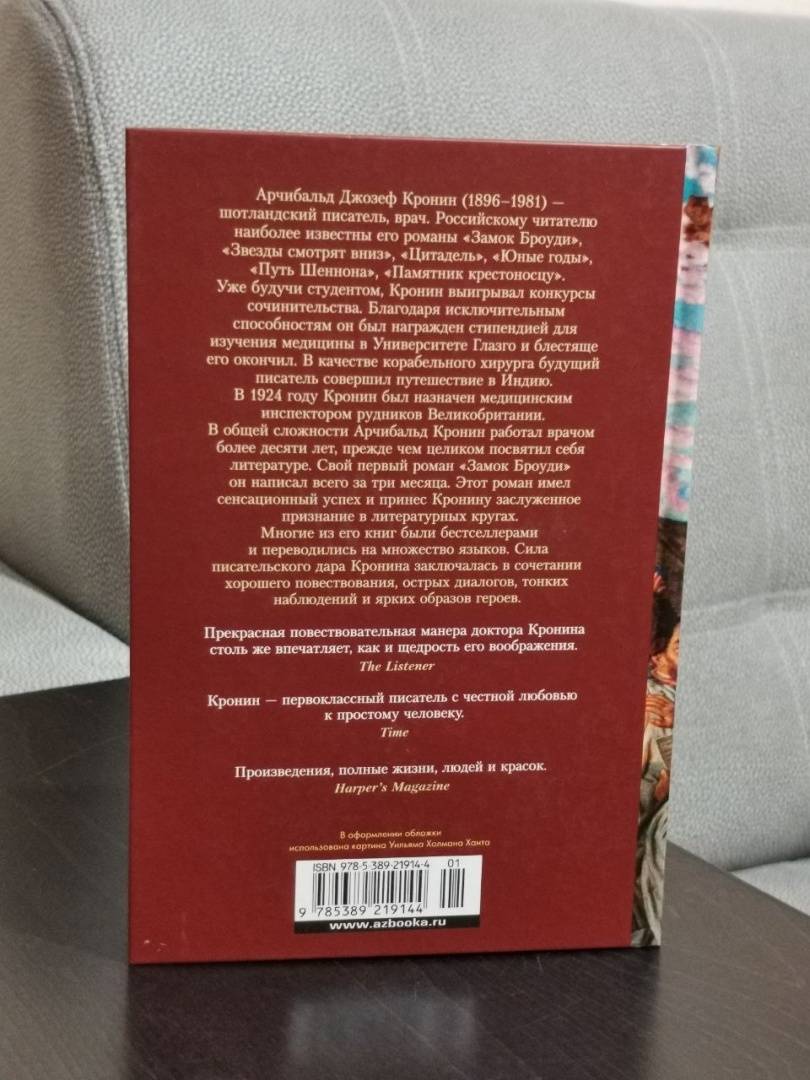 Арчибальд Джозеф Кронин (1896–1981) —
шотландский писатель, врач. Российскому читателю
наиболее известны его романы «Замок Броуди»,
«Звезды смотрят вниз», «Цитадель», «Юные годы»,
«Путь Шеннона», «Памятник крестоносцу».
Уже будучи студентом, Кронин выигрывал конкурсы
сочинительства. Благодаря исключительным
способностям он был награжден стипендией для
изучения медицины в Университете Глазго и блестяще
его окончил. В качестве корабельного хирурга будущий
писатель совершил путешествие в Индию.
В 1924 году Кронин был назначен медицинским
инспектором рудников Великобритании.
В общей сложности Арчибальд Кронин работал врачом
более десяти лет, прежде чем целиком посвятил себя
литературе. Свой первый роман «Замок Броуди»
он написал всего за три месяца. Этот роман имел
сенсационный успех и принес Кронину заслуженное
признание в литературных кругах.
Многие из его книг были бестселлерами
и переводились на множество языков. Сила
писательского дара Кронина заключалась в сочетании
хорошего повествования, острых диалогов, тонких
наблюдений и ярких образов героев.
Прекрасная повествовательная манера доктора Кронина
столь же впечатляет, как и щедрость его воображения.
The Listener
Кронин — первоклассный писатель с честной любовью
к простому человеку.
Time
Произведения, полные жизни, людей и красок.
Harper's Magazine
В оформлении обложки
использована картина Уильяма Холмана Ханта
ISBN 978-5-389-21914-4 01
9 785389 219144
www.azbooka.ru